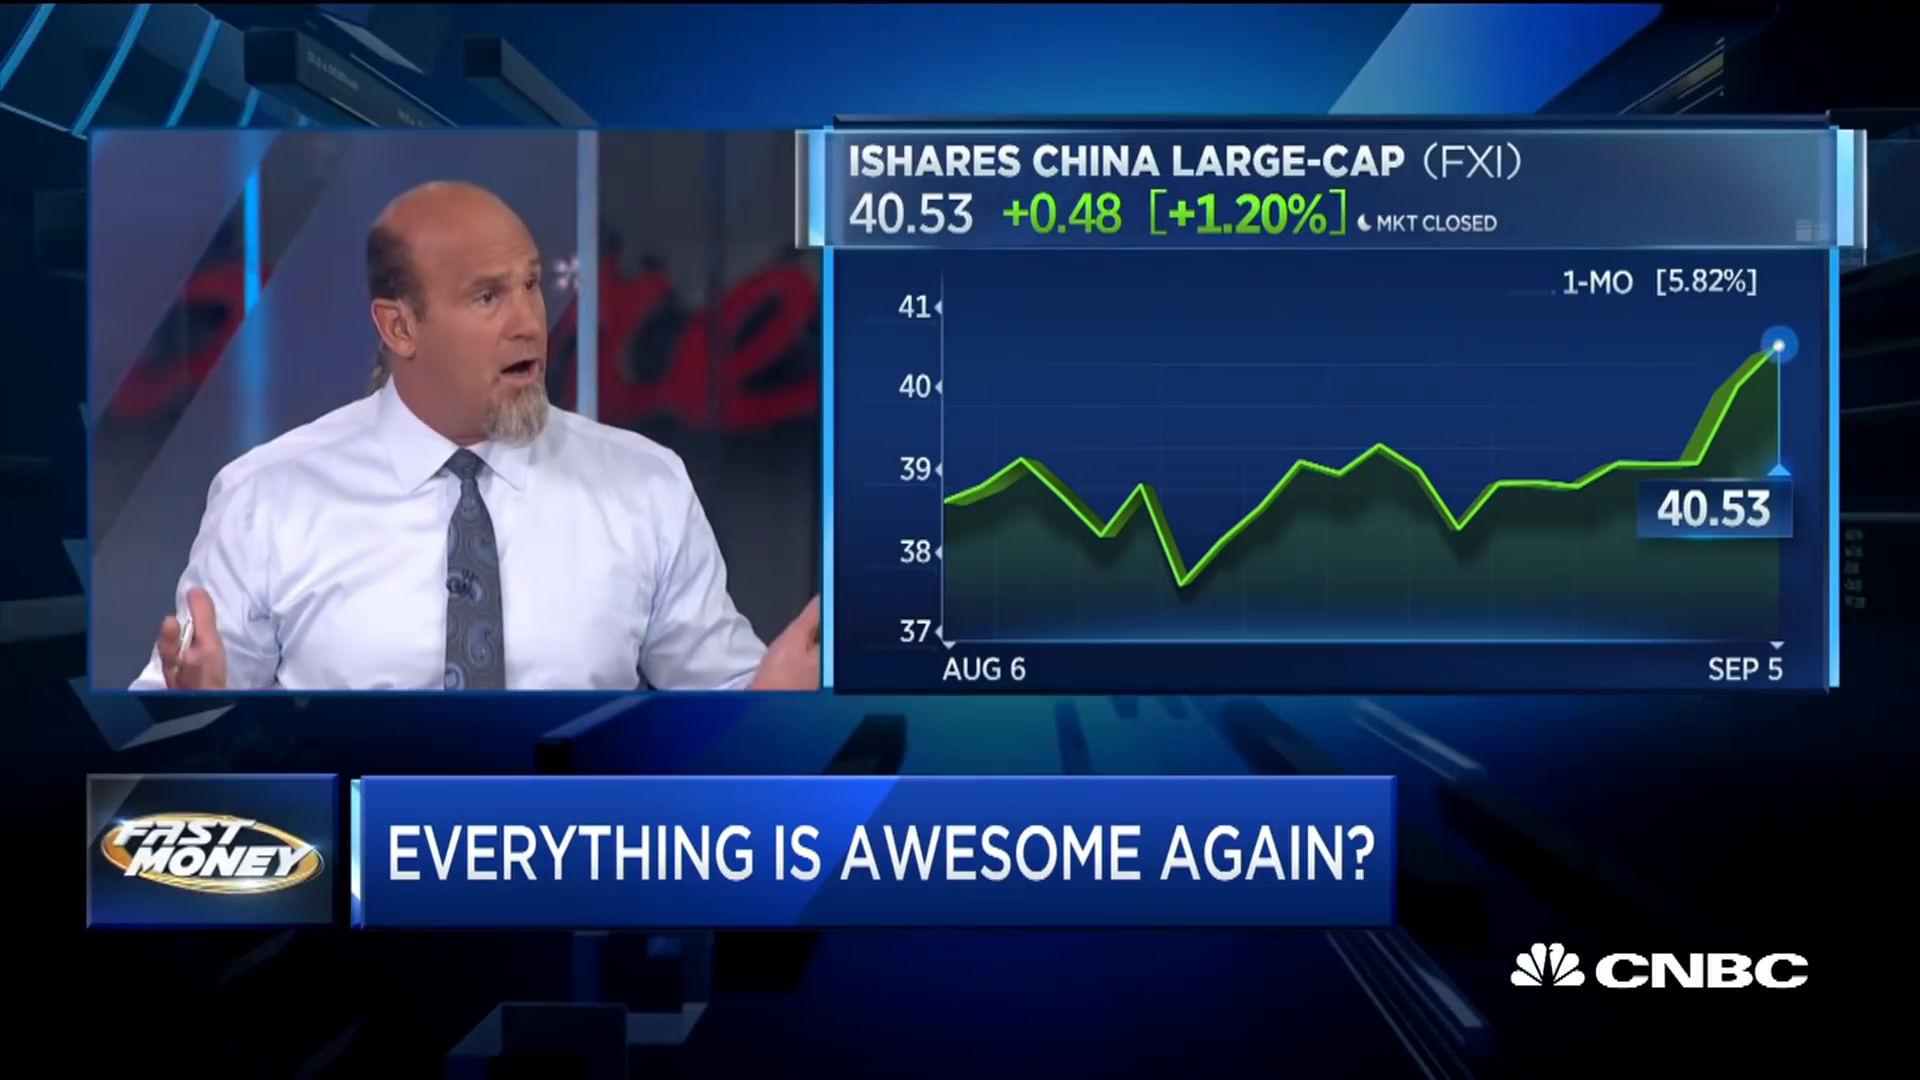 ISHARES CHINA LARGE-CAP (FXI)
40.53 +0.48 [+1.20%] MKT CLOSED
1-MO [5.82%]
41
40
39
38
37
40.53
AUG 6 SEP 5
FAST MONEY
EVERYTHING IS AWESOME AGAIN?
CNBC